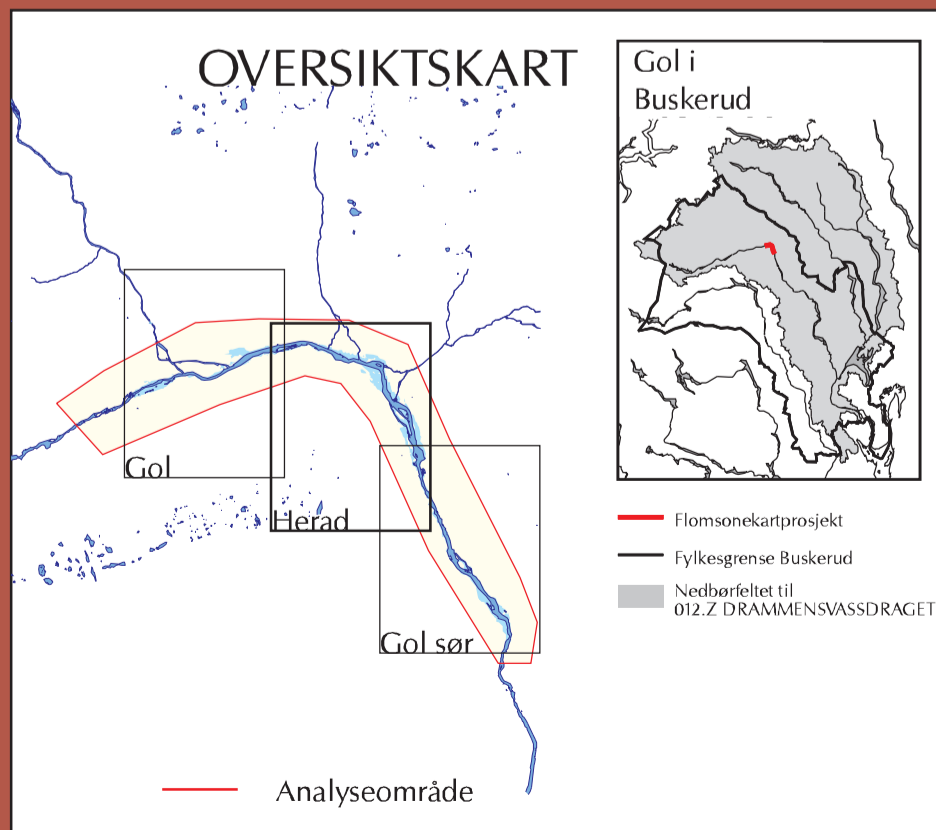 OVERSIKTSKART
Gol
Herad
Gol sør
Analyseområde
Gol i
Buskerud
Flomsonekartprosjekt
Fylkesgrense Buskerud
Nedbørfeltet til
012.Z DRAMMENSVASSDRAGET